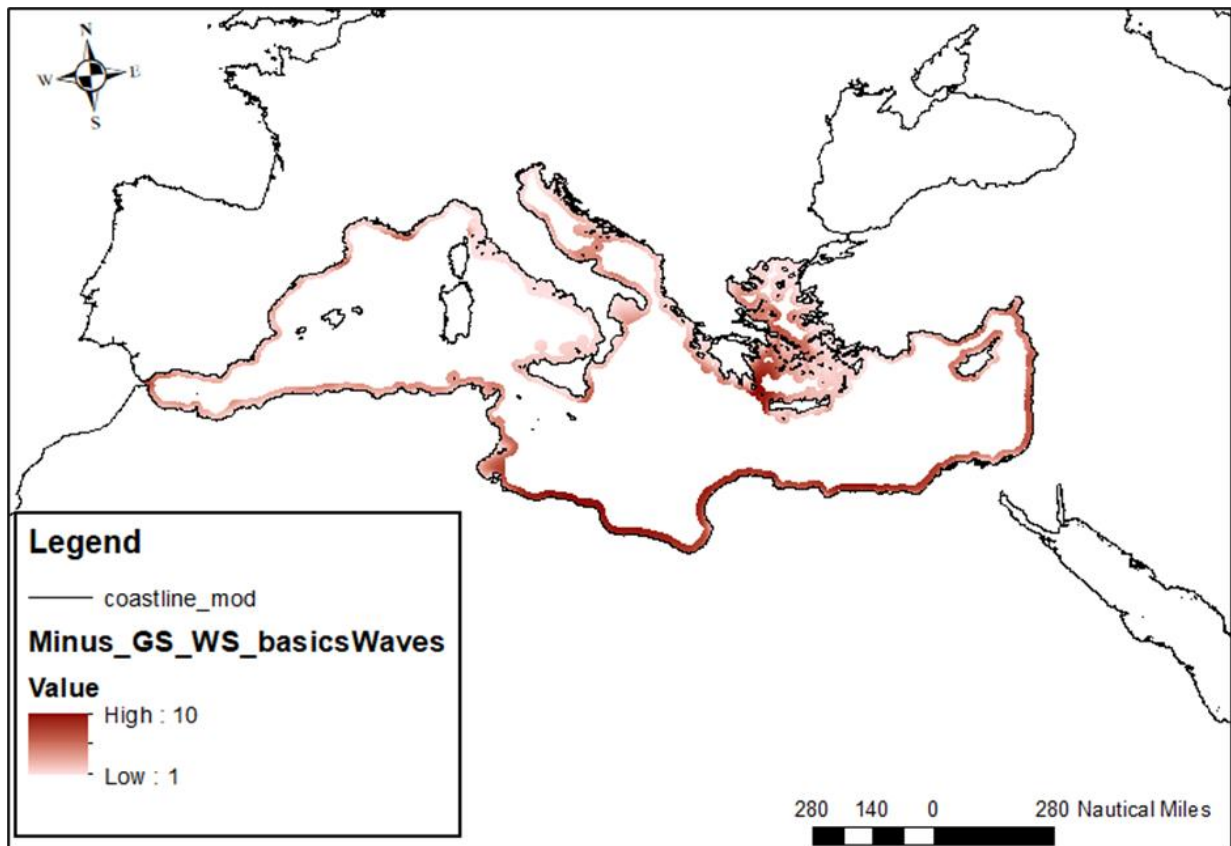 N
W E
S
Legend
coastline_mod
Minus_GS_WS_basicsWaves
Value
High : 10
Low : 1
280 140 0 280 Nautical Miles